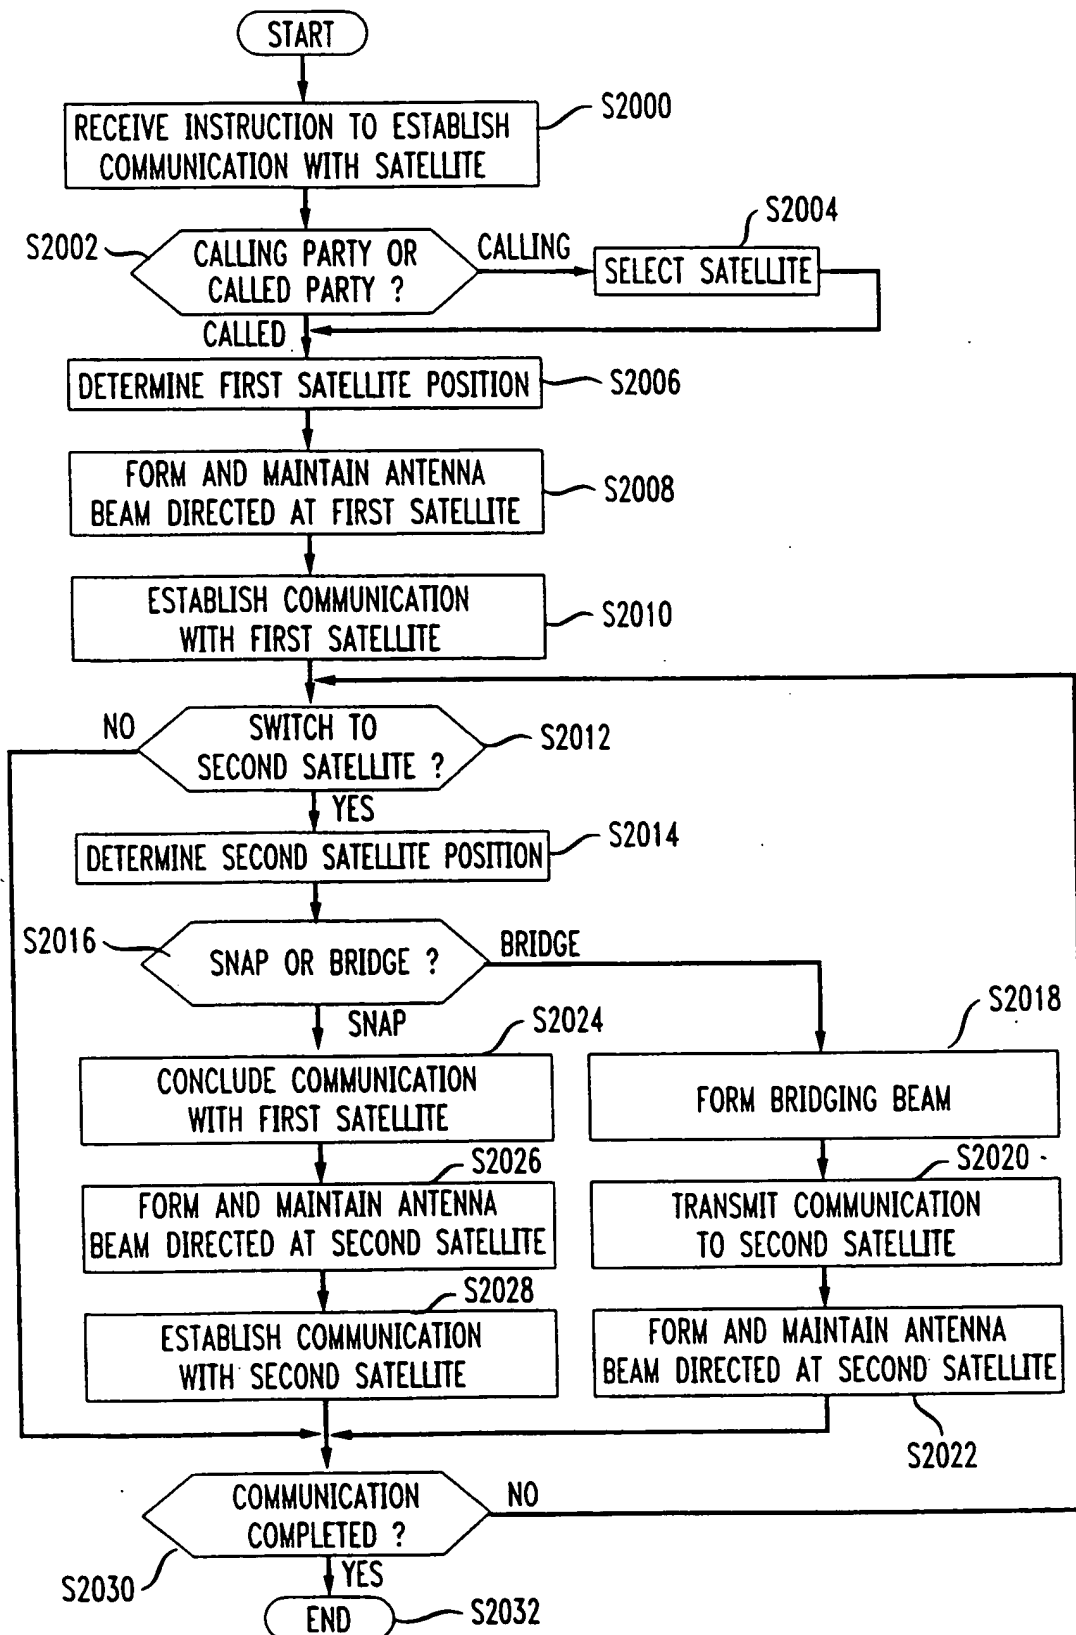 START
RECEIVE INSTRUCTION TO ESTABLISH
COMMUNICATION WITH SATELLITE
S2000
S2002
CALLING PARTY OR
CALLED PARTY ?
CALLING
S2004
SELECT SATELLITE
CALLED
DETERMINE FIRST SATELLITE POSITION
S2006
FORM AND MAINTAIN ANTENNA
BEAM DIRECTED AT FIRST SATELLITE
S2008
ESTABLISH COMMUNICATION
WITH FIRST SATELLITE
S2010
NO
SWITCH TO
SECOND SATELLITE ?
S2012
YES
DETERMINE SECOND SATELLITE POSITION
S2014
S2016
SNAP OR BRIDGE ?
BRIDGE
SNAP
S2024
CONCLUDE COMMUNICATION
WITH FIRST SATELLITE
S2018
FORM BRIDGING BEAM
S2026
FORM AND MAINTAIN ANTENNA
BEAM DIRECTED AT SECOND SATELLITE
S2020
TRANSMIT COMMUNICATION
TO SECOND SATELLITE
S2028
ESTABLISH COMMUNICATION
WITH SECOND SATELLITE
FORM AND MAINTAIN ANTENNA
BEAM DIRECTED AT SECOND SATELLITE
S2022
COMMUNICATION
COMPLETED ?
NO
S2030
YES
END
S2032